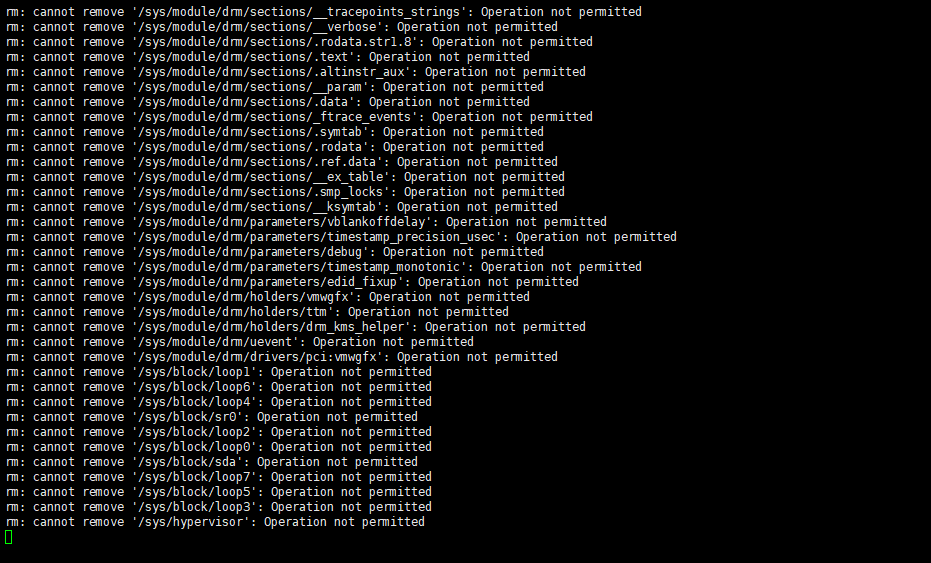 rm: cannot remove '/sys/module/drm/sections/__tracepoints_strings': Operation not permitted
rm: cannot remove '/sys/module/drm/sections/__verbose': Operation not permitted
rm: cannot remove '/sys/module/drm/sections/.rodata.str1.8': Operation not permitted
rm: cannot remove '/sys/module/drm/sections/.text': Operation not permitted
rm: cannot remove '/sys/module/drm/sections/.altinstr_aux': Operation not permitted
rm: cannot remove '/sys/module/drm/sections/__param': Operation not permitted
rm: cannot remove '/sys/module/drm/sections/.data': Operation not permitted
rm: cannot remove '/sys/module/drm/sections/_ftrace_events': Operation not permitted
rm: cannot remove '/sys/module/drm/sections/.symtab': Operation not permitted
rm: cannot remove '/sys/module/drm/sections/.rodata': Operation not permitted
rm: cannot remove '/sys/module/drm/sections/.ref.data': Operation not permitted
rm: cannot remove '/sys/module/drm/sections/__ex_table': Operation not permitted
rm: cannot remove '/sys/module/drm/sections/.smp_locks': Operation not permitted
rm: cannot remove '/sys/module/drm/sections/__ksymtab': Operation not permitted
rm: cannot remove '/sys/module/drm/parameters/vblankoffdelay': Operation not permitted
rm: cannot remove '/sys/module/drm/parameters/timestamp_precision_usec': Operation not permitted
rm: cannot remove '/sys/module/drm/parameters/debug': Operation not permitted
rm: cannot remove '/sys/module/drm/parameters/timestamp_monotonic': Operation not permitted
rm: cannot remove '/sys/module/drm/parameters/edid_fixup': Operation not permitted
rm: cannot remove '/sys/module/drm/holders/vmwgfx': Operation not permitted
rm: cannot remove '/sys/module/drm/holders/ttm': Operation not permitted
rm: cannot remove '/sys/module/drm/holders/drm_kms_helper': Operation not permitted
rm: cannot remove '/sys/module/drm/uevent': Operation not permitted
rm: cannot remove '/sys/module/drm/drivers/pci:vmwgfx': Operation not permitted
rm: cannot remove '/sys/block/loop1': Operation not permitted
rm: cannot remove '/sys/block/loop6': Operation not permitted
rm: cannot remove '/sys/block/loop4': Operation not permitted
rm: cannot remove '/sys/block/sr0': Operation not permitted
rm: cannot remove '/sys/block/loop2': Operation not permitted
rm: cannot remove '/sys/block/loop0': Operation not permitted
rm: cannot remove '/sys/block/sda': Operation not permitted
rm: cannot remove '/sys/block/loop7': Operation not permitted
rm: cannot remove '/sys/block/loop5': Operation not permitted
rm: cannot remove '/sys/block/loop3': Operation not permitted
rm: cannot remove '/sys/hypervisor': Operation not permitted